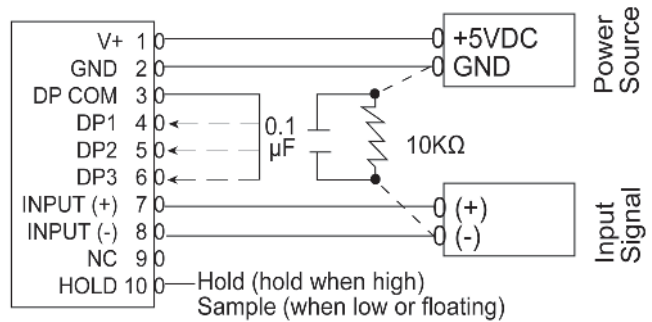 V+ 1
GND 2
DP COM 3
DP1 4
DP2 5
DP3 6
INPUT (+) 7
INPUT (-) 8
NC 9
HOLD 10
0.1
µF
10KΩ
+5VDC
GND
Power
Source
(+)
(-)
Input
Signal
Hold (hold when high)
Sample (when low or floating)